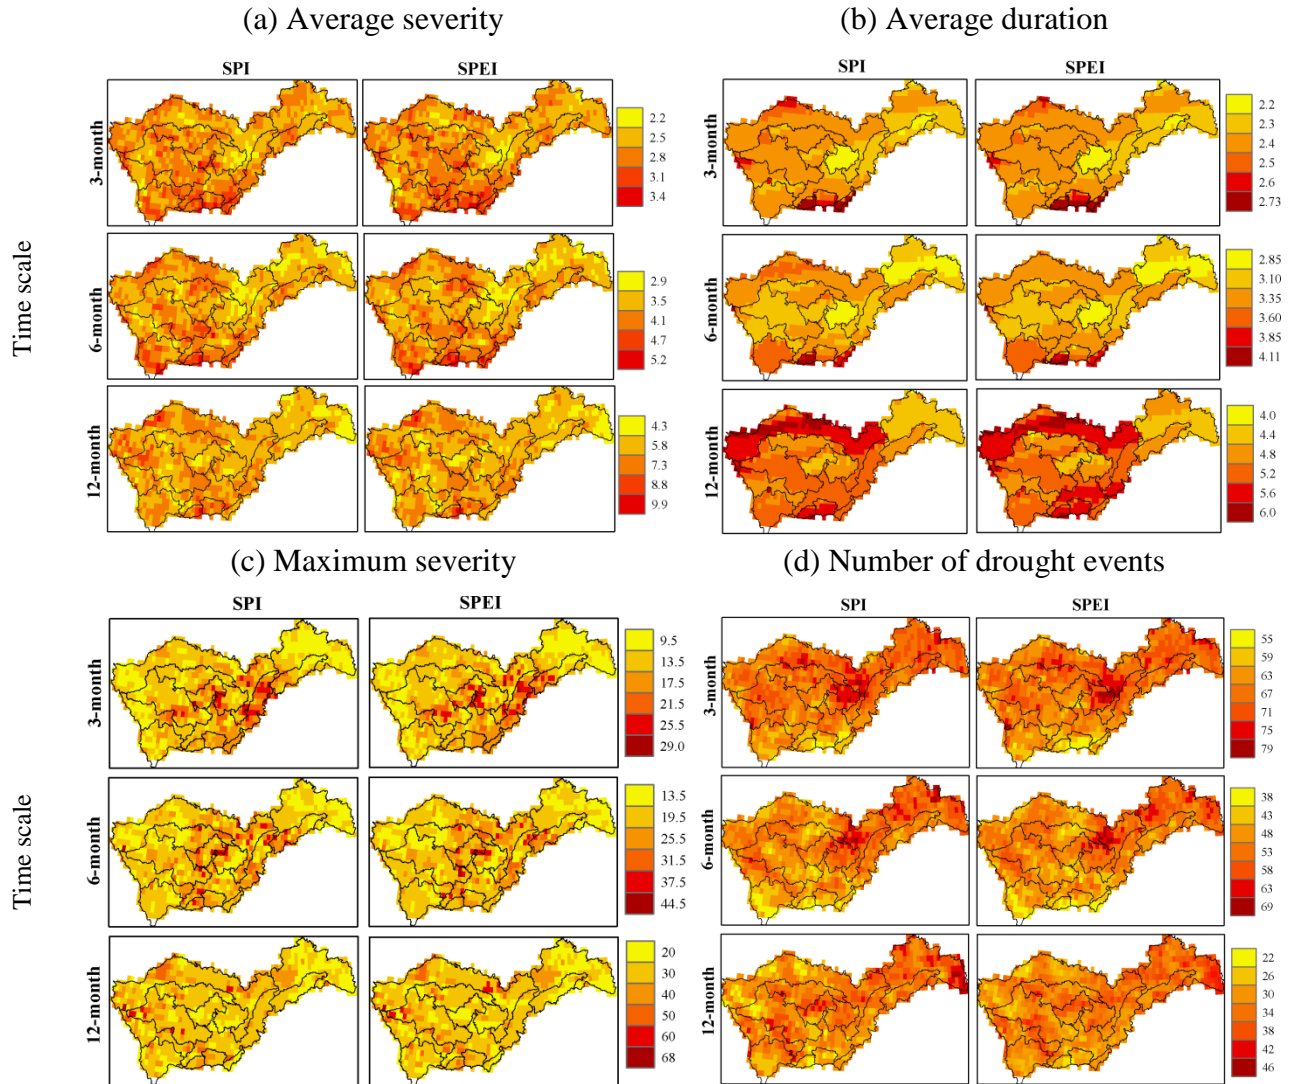 (a) Average severity
(b) Average duration
SPI
SPEI
SPI
SPEI
Time scale
3-month
2.2
2.5
2.8
3.1
3.4
3-month
2.2
2.3
2.4
2.5
2.6
2.73
6-month
2.9
3.5
4.1
4.7
5.2
6-month
2.85
3.10
3.35
3.60
3.85
4.11
12-month
4.3
5.8
7.3
8.8
9.9
12-month
4.0
4.4
4.8
5.2
5.6
6.0
(c) Maximum severity
(d) Number of drought events
SPI
SPEI
SPI
SPEI
Time scale
3-month
9.5
13.5
17.5
21.5
25.5
29.0
3-month
55
59
63
67
71
75
79
6-month
13.5
19.5
25.5
31.5
37.5
44.5
6-month
38
43
48
53
58
63
69
12-month
20
30
40
50
60
68
12-month
22
26
30
34
38
42
46